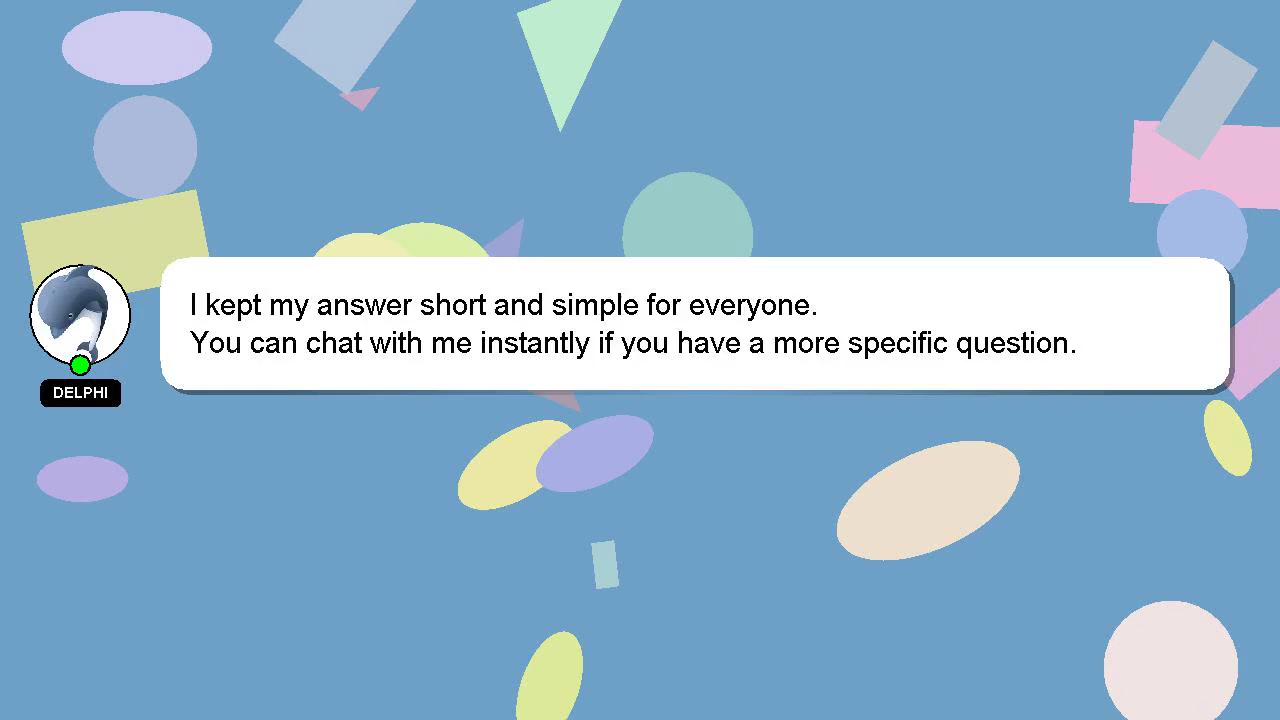 I kept my answer short and simple for everyone.
You can chat with me instantly if you have a more specific question.
DELPHI